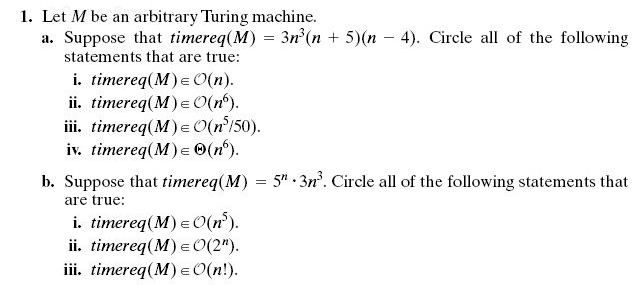 1. Let M be an arbitrary Turing machine.
a. Suppose that timereq(M) = 3n³(n + 5)(n − 4). Circle all of the following
statements that are true:
i. timereq(M) ∈ 𝒪(n).
ii. timereq(M) ∈ 𝒪(n⁶).
iii. timereq(M) ∈ 𝒪(n⁵/50).
iv. timereq(M) ∈ Θ(n⁶).
b. Suppose that timereq(M) = 5ⁿ · 3n³. Circle all of the following statements that
are true:
i. timereq(M) ∈ 𝒪(n⁵).
ii. timereq(M) ∈ 𝒪(2ⁿ).
iii. timereq(M) ∈ 𝒪(n!).